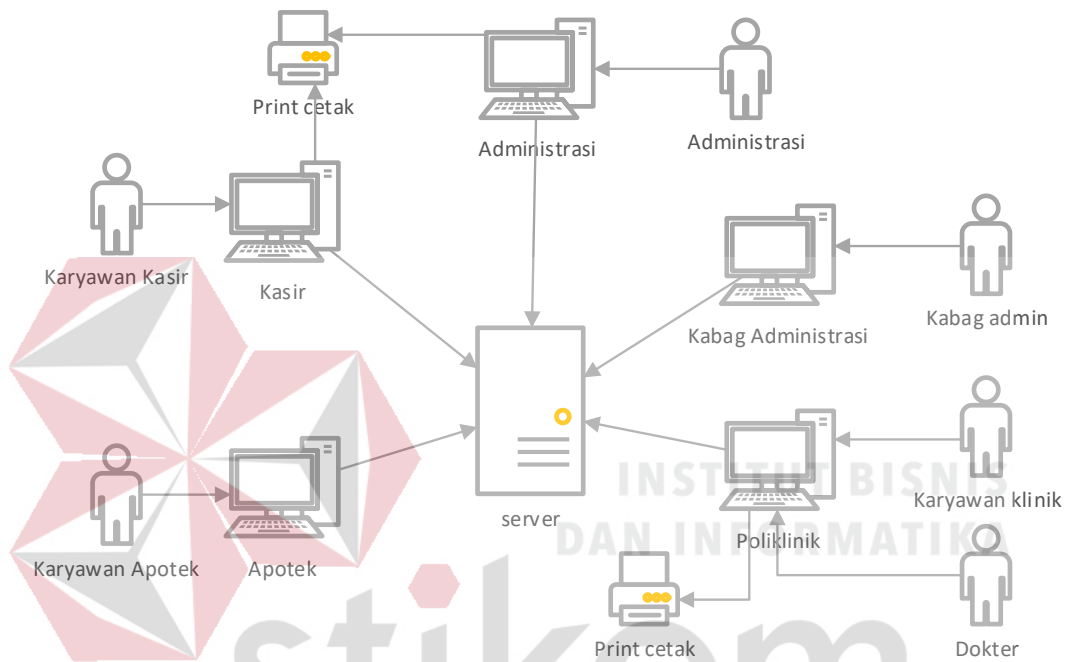 Print cetak
Administrasi
Administrasi
Karyawan Kasir
Kasir
Kabag Administrasi
Kabag admin
server
INSTITUT BISNIS
DAN INFORMATIKA
Karyawan klinik
Poliklinik
Karyawan Apotek
Apotek
Print cetak
Dokter
stikom